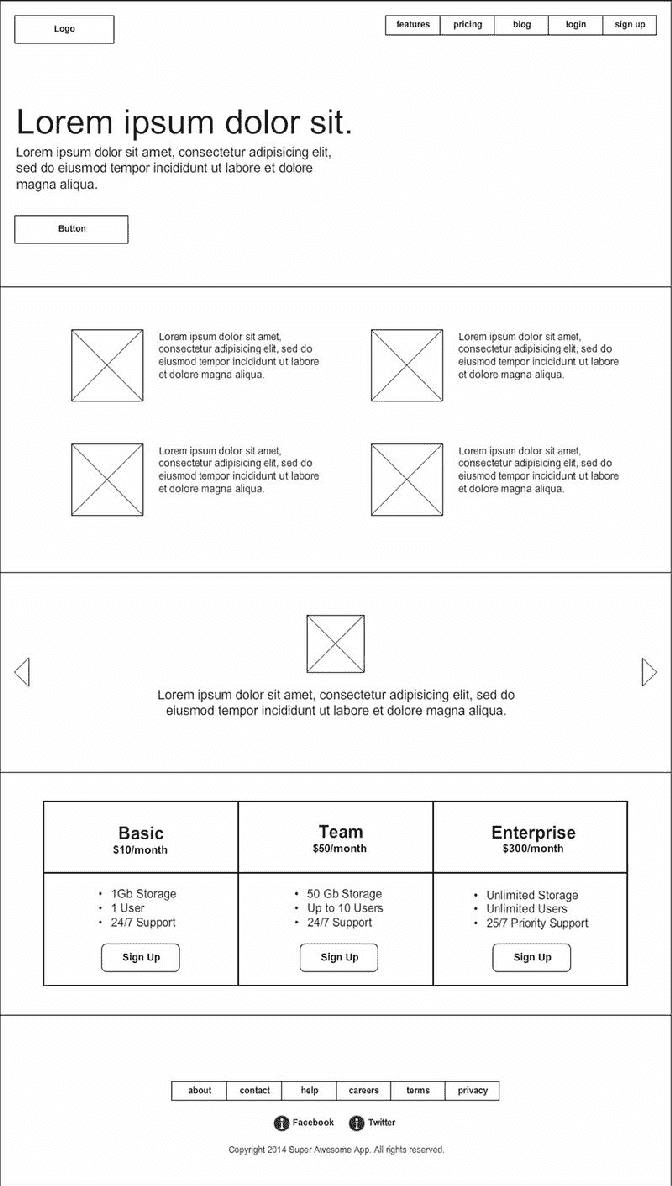 Logo
features pricing blog login sign up
Lorem ipsum dolor sit.
Lorem ipsum dolor sit amet, consectetur adipisicing elit,
sed do eiusmod tempor incididunt ut labore et dolore
magna aliqua.
Button
Lorem ipsum dolor sit amet,
consectetur adipisicing elit, sed do
eiusmod tempor incididunt ut labore
et dolore magna aliqua.
Lorem ipsum dolor sit amet,
consectetur adipisicing elit, sed do
eiusmod tempor incididunt ut labore
et dolore magna aliqua.
Lorem ipsum dolor sit amet,
consectetur adipisicing elit, sed do
eiusmod tempor incididunt ut labore
et dolore magna aliqua.
Lorem ipsum dolor sit amet,
consectetur adipisicing elit, sed do
eiusmod tempor incididunt ut labore
et dolore magna aliqua.
Lorem ipsum dolor sit amet, consectetur adipisicing elit, sed do
eiusmod tempor incididunt ut labore et dolore magna aliqua.
Basic
$10/month
• 1Gb Storage
• 1 User
• 24/7 Support
Sign Up
Team
$50/month
• 50 Gb Storage
• Up to 10 Users
• 24/7 Support
Sign Up
Enterprise
$300/month
• Unlimited Storage
• Unlimited Users
• 25/7 Priority Support
Sign Up
about contact help careers terms privacy
Facebook Twitter
Copyright 2014 Super Awesome App. All rights reserved.